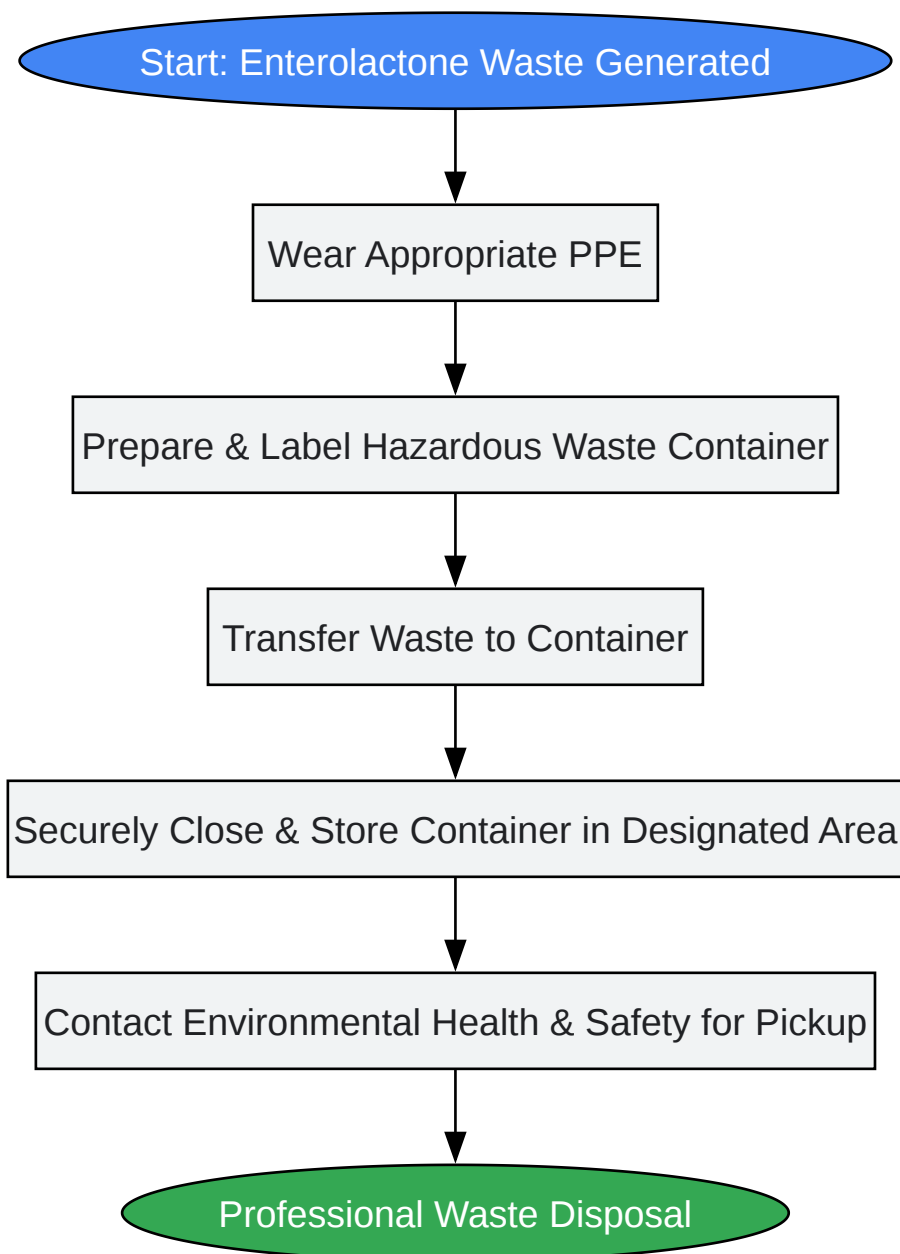 Start: Enterolactone Waste Generated
Wear Appropriate PPE
Prepare & Label Hazardous Waste Container
Transfer Waste to Container
Securely Close & Store Container in Designated Area
Contact Environmental Health & Safety for Pickup
Professional Waste Disposal